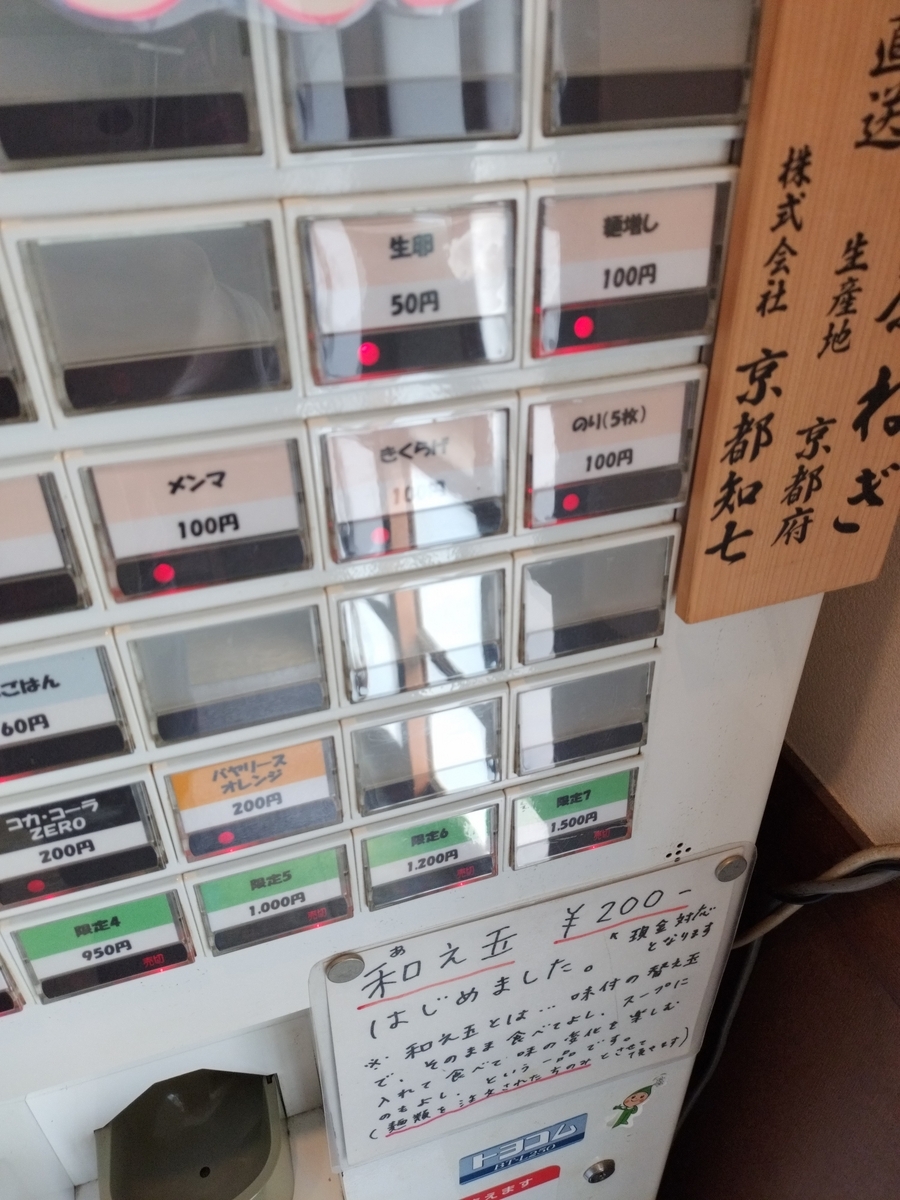 生卵
50円
麺増し
100円
メンマ
100円
きくらげ
のり(5枚)
100円
ごはん
60円
コカ・コーラ
ZERO
200円
バヤリース
オレンジ
200円
限定4
950円
売切
限定5
1.000円
売切
限定6
1.200円
売切
限定7
1.500円
売切
直送
ねぎ
生産地 京都府
株式会社 京都知七
あ
和え玉 ¥200-
現金対応
となります
はじめました。
※和え玉とは… 味付の替え玉
で、そのまま食べてよし、スープに
入れて食べて味の変化を楽しむ
のもよし、という一品です。
(麺類を注文された方のみとさせて頂きます)
トヨコム